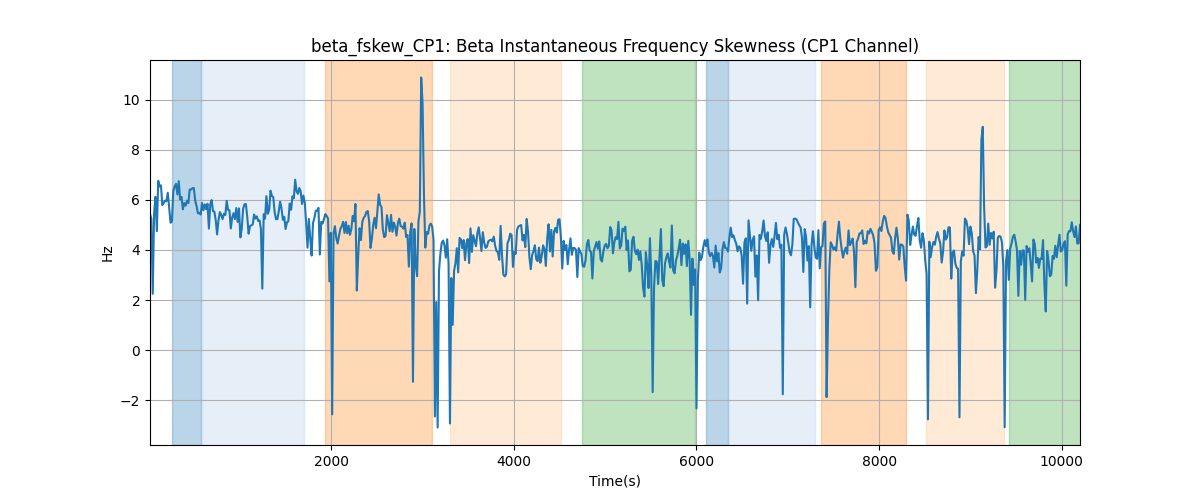 beta_fskew_CP1: Beta Instantaneous Frequency Skewness (CP1 Channel)
10
8
6
4
2
0
−2
Hz
2000 4000 6000 8000 10000
Time(s)